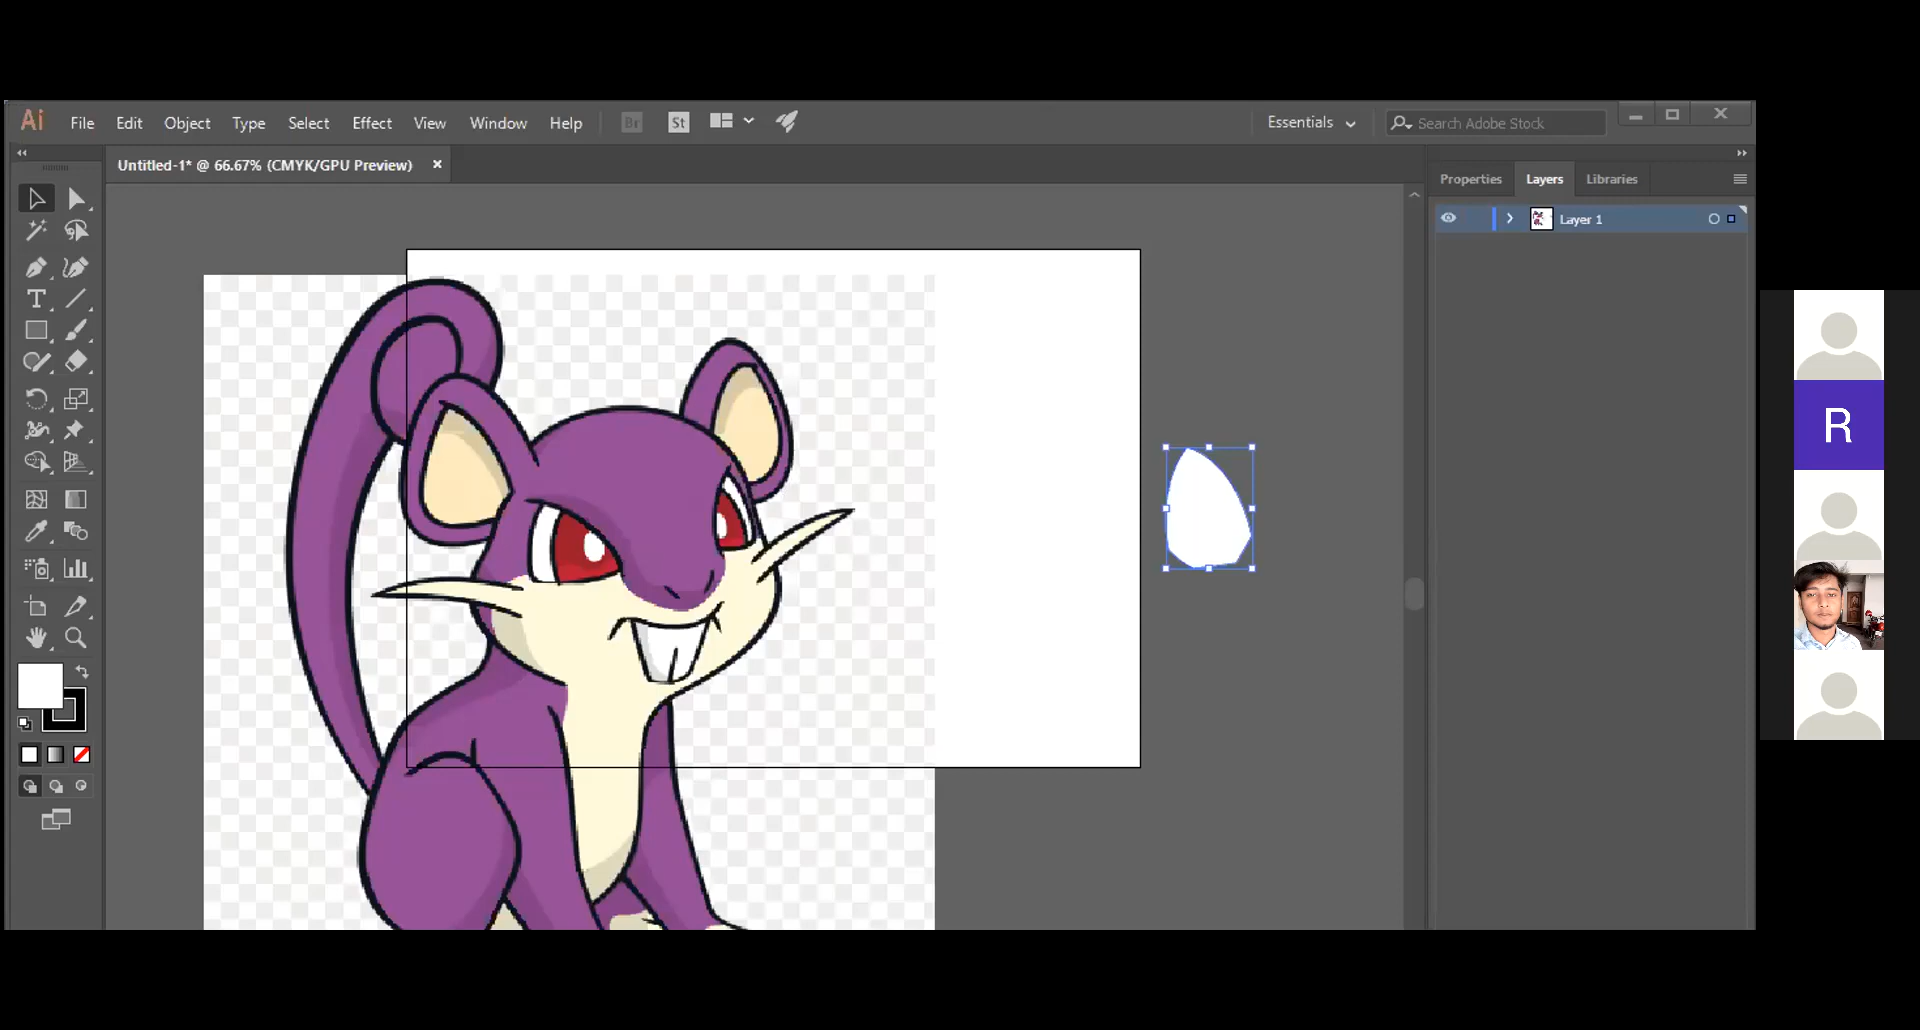 Ai File Edit Object Type Select Effect View Window Help Br St Essentials Search Adobe Stock
Untitled-1* @ 66.67% (CMYK/GPU Preview)
Properties Layers Libraries
Layer 1
T
R